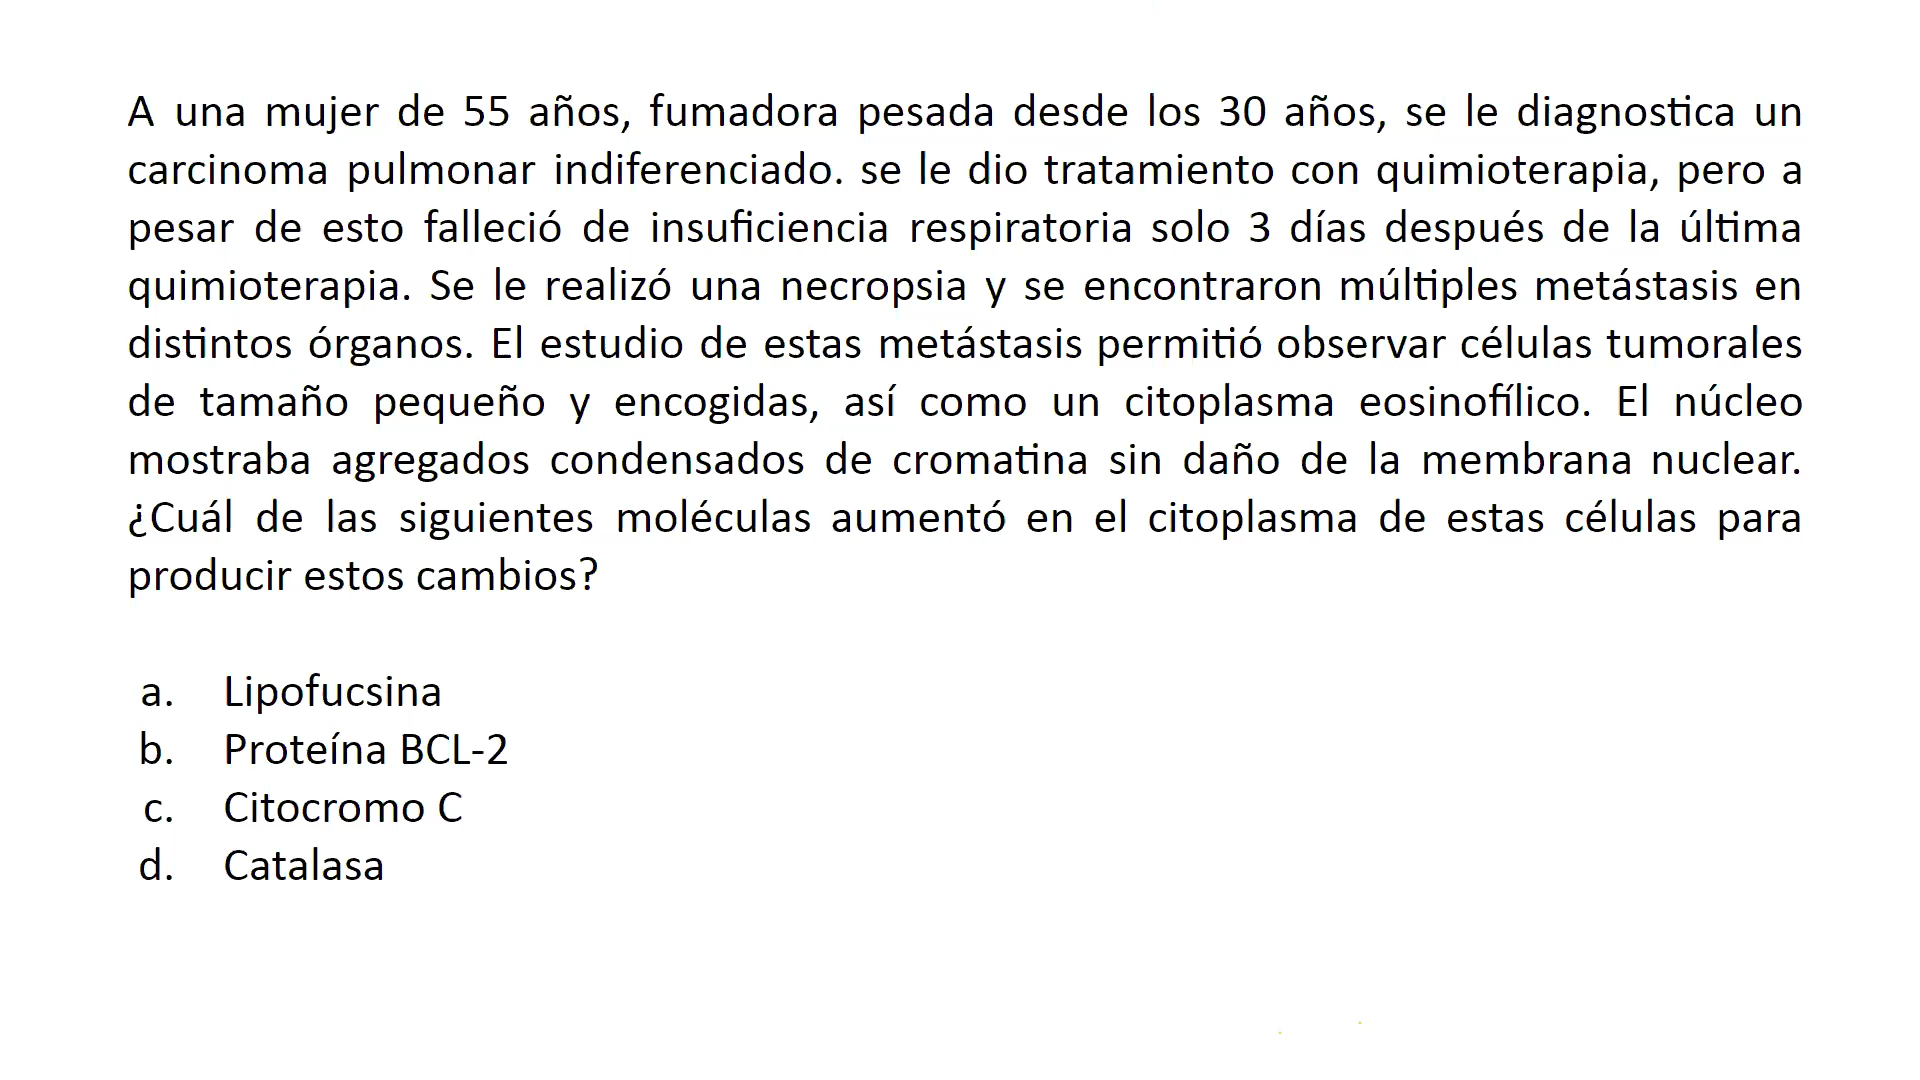 A una mujer de 55 años, fumadora pesada desde los 30 años, se le diagnostica un
carcinoma pulmonar indiferenciado. se le dio tratamiento con quimioterapia, pero a
pesar de esto falleció de insuficiencia respiratoria solo 3 días después de la última
quimioterapia. Se le realizó una necropsia y se encontraron múltiples metástasis en
distintos órganos. El estudio de estas metástasis permitió observar células tumorales
de tamaño pequeño y encogidas, así como un citoplasma eosinofílico. El núcleo
mostraba agregados condensados de cromatina sin daño de la membrana nuclear.
¿Cuál de las siguientes moléculas aumentó en el citoplasma de estas células para
producir estos cambios?
a. Lipofucsina
b. Proteína BCL-2
c. Citocromo C
d. Catalasa